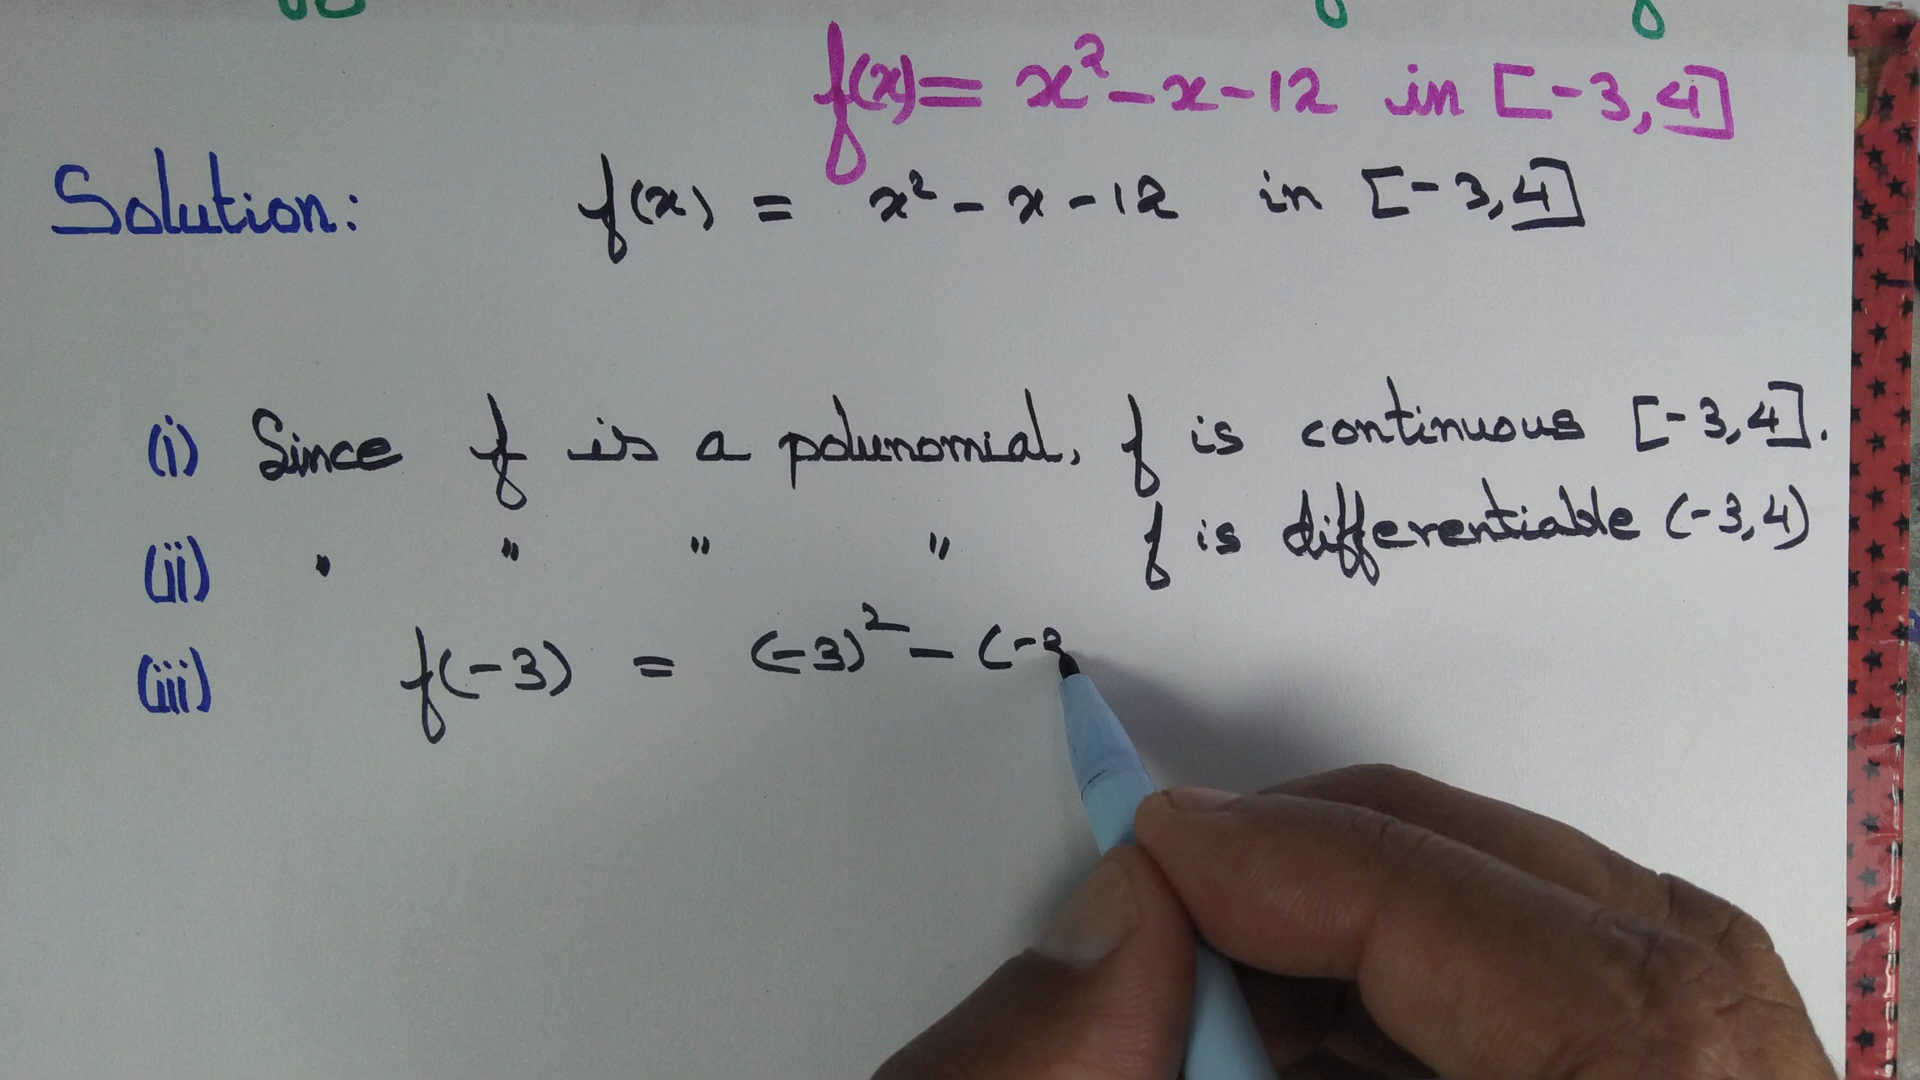 f(x) = x² - x - 12 in [-3, 4]
Solution: f(x) = x² - x - 12 in [-3, 4]
(i) Since f is a polunomial, f is continuous [-3, 4].
(ii) " " " " f is differentiable (-3, 4)
(iii) f(-3) = (-3)² - (-3